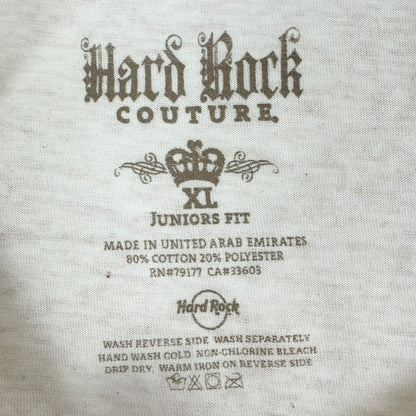 Hard Rock
COUTURE.
XL
JUNIORS FIT
MADE IN UNITED ARAB EMIRATES
80% COTTON 20% POLYESTER
RN#79177 CA#33603
Hard Rock
WASH REVERSE SIDE WASH SEPARATELY
HAND WASH COLD. NON-CHLORINE BLEACH
DRIP DRY. WARM IRON ON REVERSE SIDE